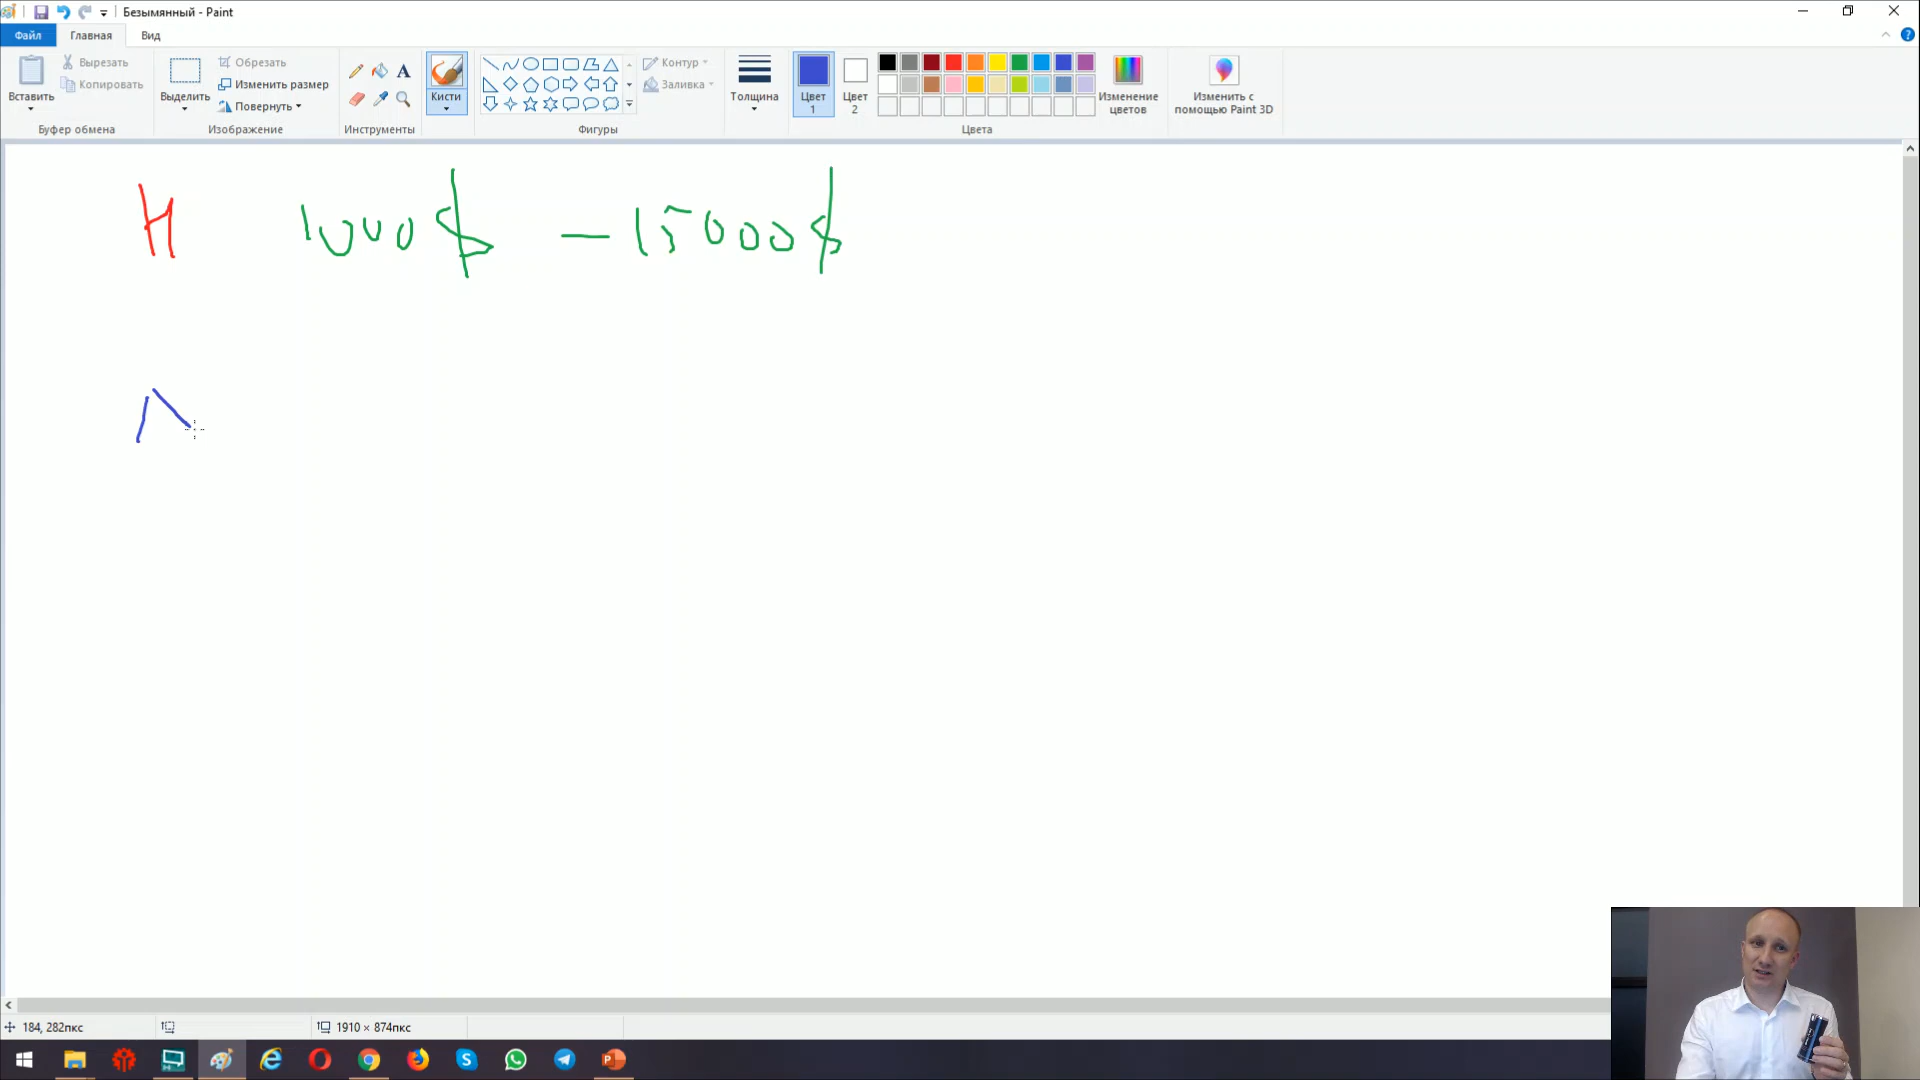 Безымянный - Paint
Файл Главная Вид
Вставить
Вырезать
Копировать
Буфер обмена
Выделить
Обрезать
Изменить размер
Повернуть
Изображение
Инструменты
Кисти
Контур
Заливка
Фигуры
Толщина
Цвет 1
Цвет 2
Изменение цветов
Цвета
Изменить с помощью Paint 3D
Н 1000$ – 15000$
184, 282пкс
1910 × 874пкс